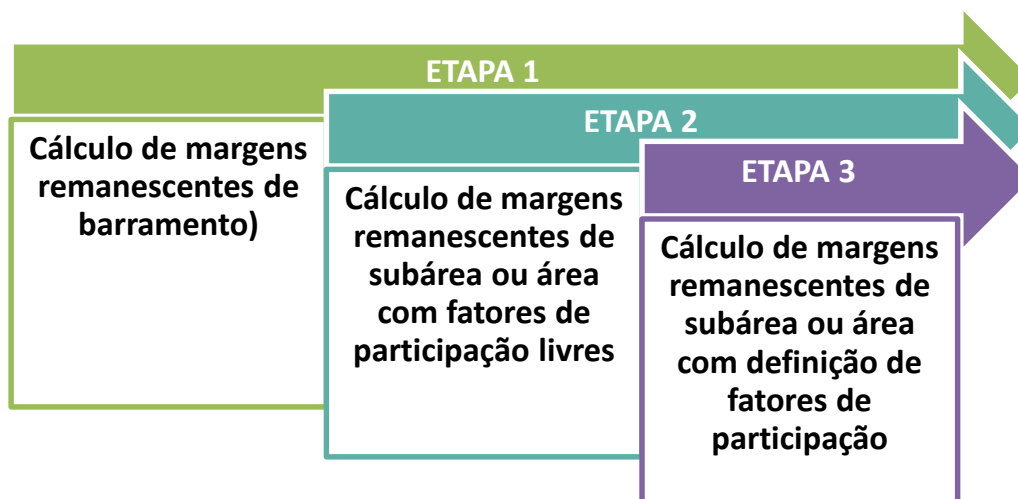 ETAPA 1
Cálculo de margens
remanescentes de
barramento)
ETAPA 2
Cálculo de margens
remanescentes de
subárea ou área
com fatores de
participação livres
ETAPA 3
Cálculo de margens
remanescentes de
subárea ou área
com definição de
fatores de
participação